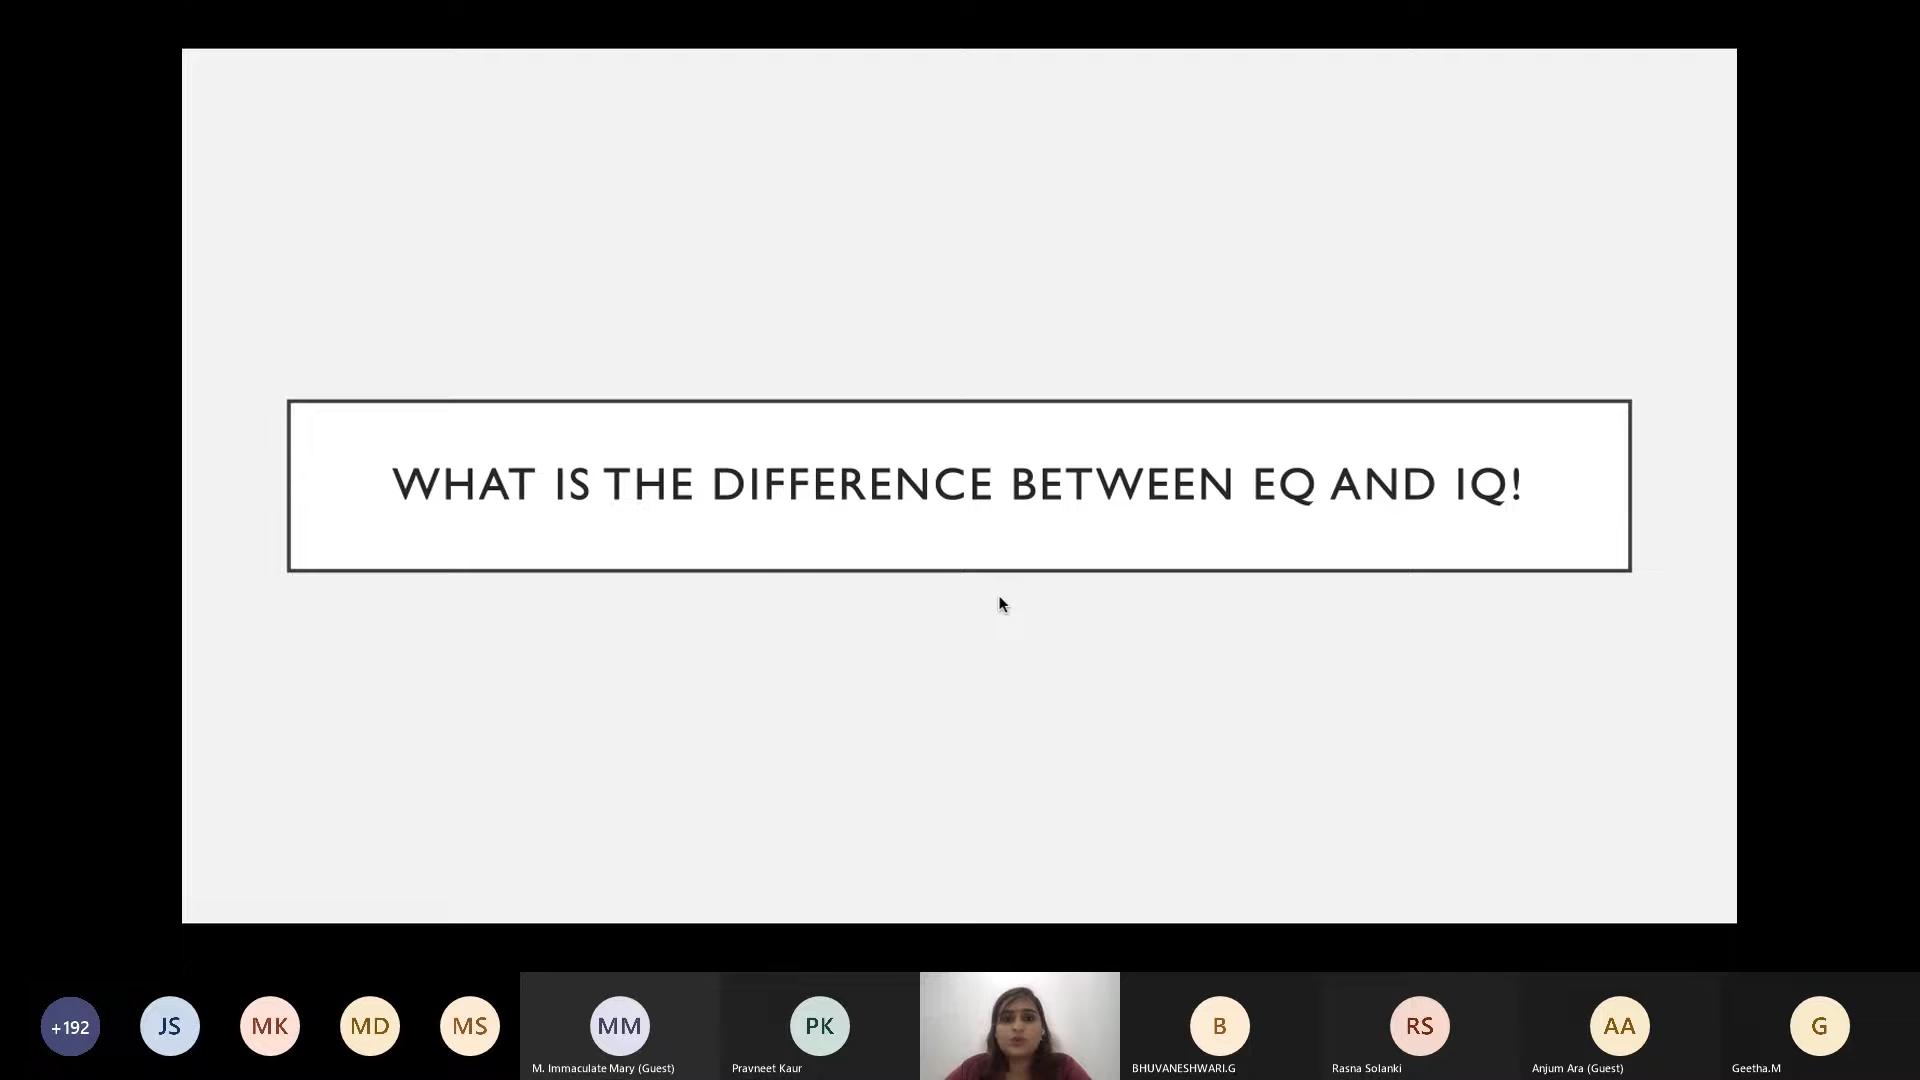 WHAT IS THE DIFFERENCE BETWEEN EQ AND IQ!
+192
JS
MK
MD
MS
MM
M. Immaculate Mary (Guest)
PK
Pravneet Kaur
B
BHUVANESHWARI.G
RS
Rasna Solanki
AA
Anjum Ara (Guest)
G
Geetha.M